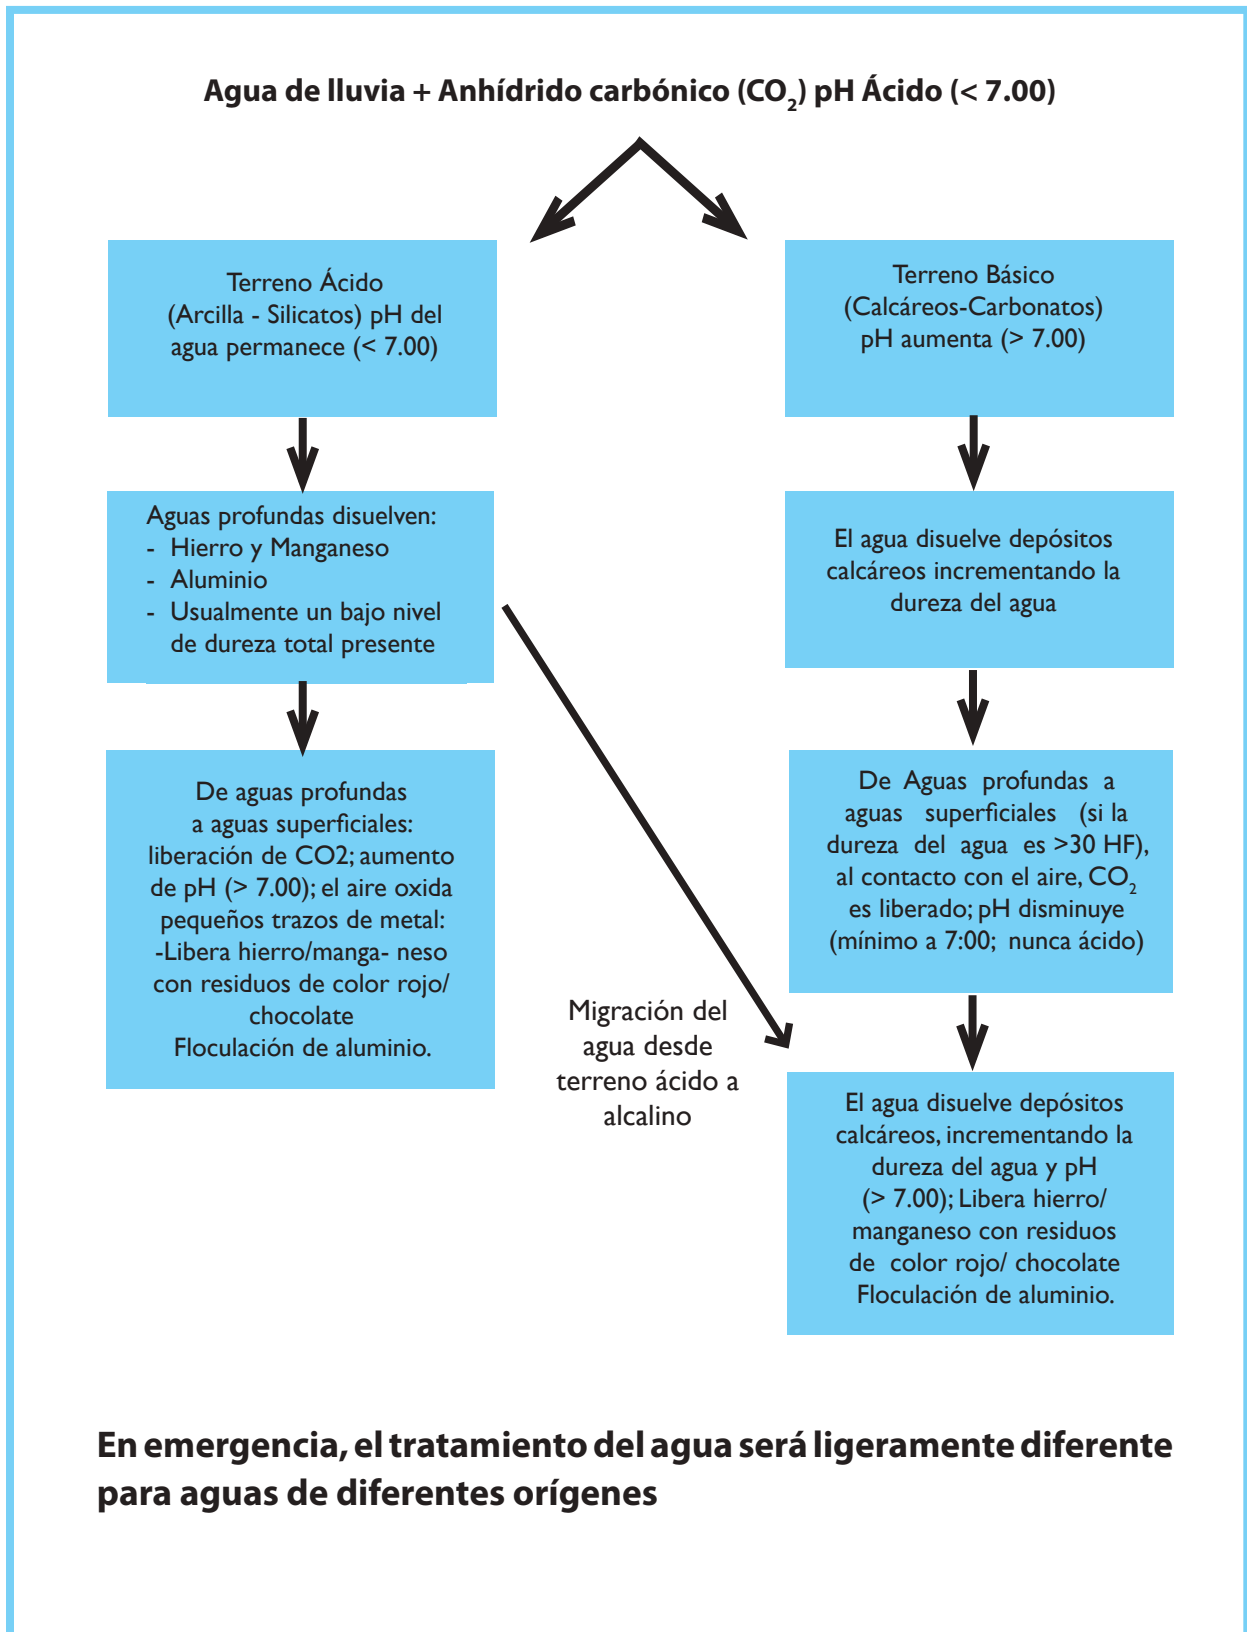 Agua de lluvia + Anhídrido carbónico (CO2) pH Ácido (< 7.00)
Terreno Ácido
(Arcilla - Silicatos) pH del
agua permanece (< 7.00)
Aguas profundas disuelven:
- Hierro y Manganeso
- Aluminio
- Usualmente un bajo nivel
de dureza total presente
De aguas profundas
a aguas superficiales:
liberación de CO2; aumento
de pH (> 7.00); el aire oxida
pequeños trazos de metal:
-Libera hierro/manga- neso
con residuos de color rojo/
chocolate
Floculación de aluminio.
Migración del
agua desde
terreno ácido a
alcalino
Terreno Básico
(Calcáreos-Carbonatos)
pH aumenta (> 7.00)
El agua disuelve depósitos
calcáreos incrementando la
dureza del agua
De Aguas profundas a
aguas superficiales (si la
dureza del agua es >30 HF),
al contacto con el aire, CO2
es liberado; pH disminuye
(mínimo a 7:00; nunca ácido)
El agua disuelve depósitos
calcáreos, incrementando la
dureza del agua y pH
(> 7.00); Libera hierro/
manganeso con residuos
de color rojo/ chocolate
Floculación de aluminio.
En emergencia, el tratamiento del agua será ligeramente diferente
para aguas de diferentes orígenes